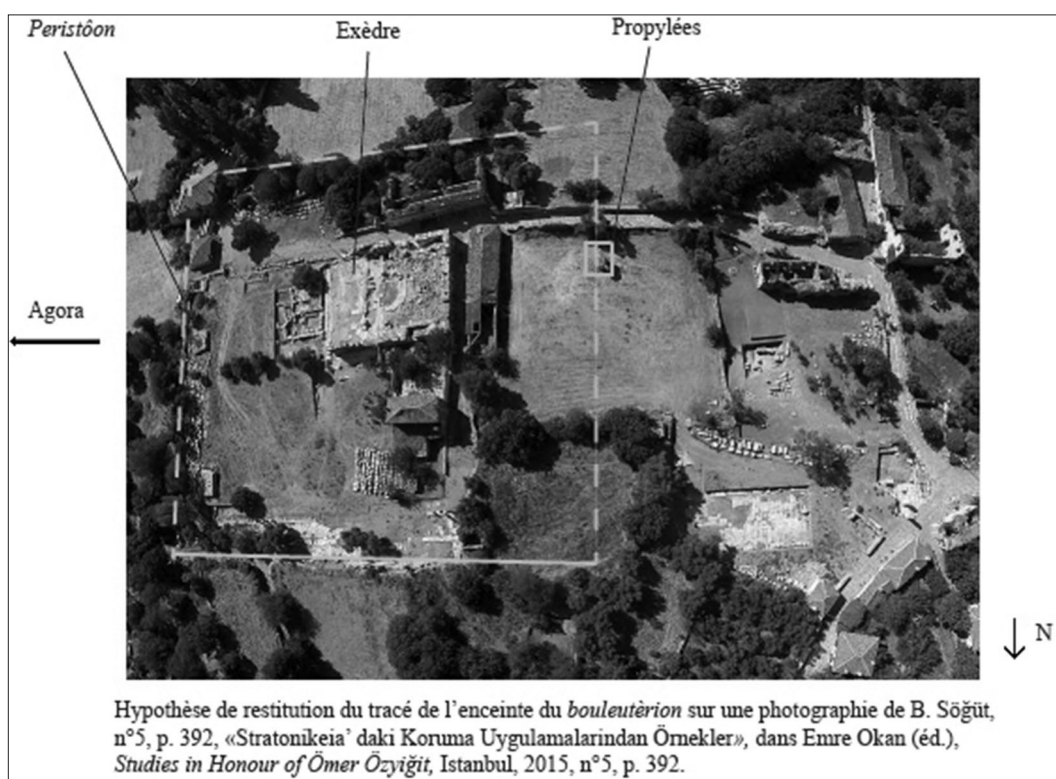 Peristôon
Exèdre
Propylées
Agora
N
Hypothèse de restitution du tracé de l'enceinte du bouleutèrion sur une photographie de B. Söğüt,
n°5, p. 392, «Stratonikeia' daki Koruma Uygulamalarindan Örnekler», dans Emre Okan (éd.),
Studies in Honour of Ömer Özyiğit, Istanbul, 2015, n°5, p. 392.